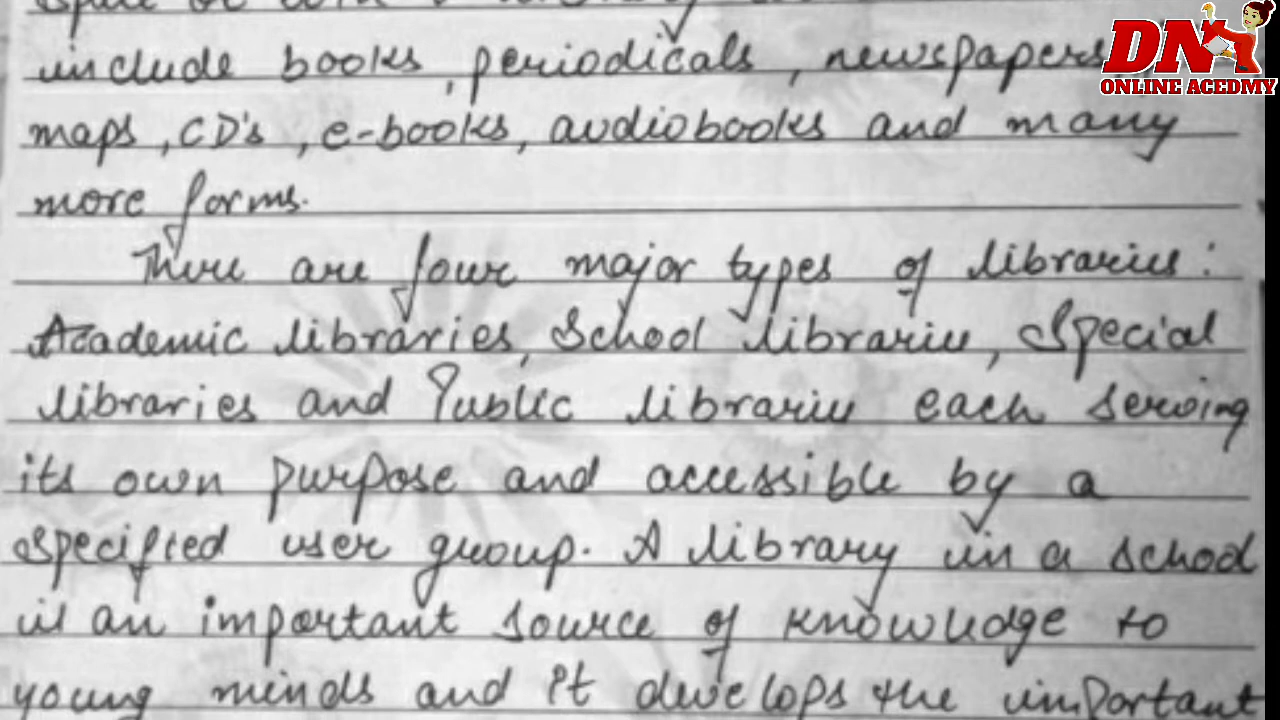 include books, periodicals, newspapers,
maps, CD's, e-books, audiobooks and many
more forms.
There are four major types of libraries:
Academic libraries, School libraries, Special
libraries and Public libraries each serving
its own purpose and accessible by a
specified user group. A library in a school
is an important source of knowledge to
young minds and it develops the important
DN
ONLINE ACEDMY